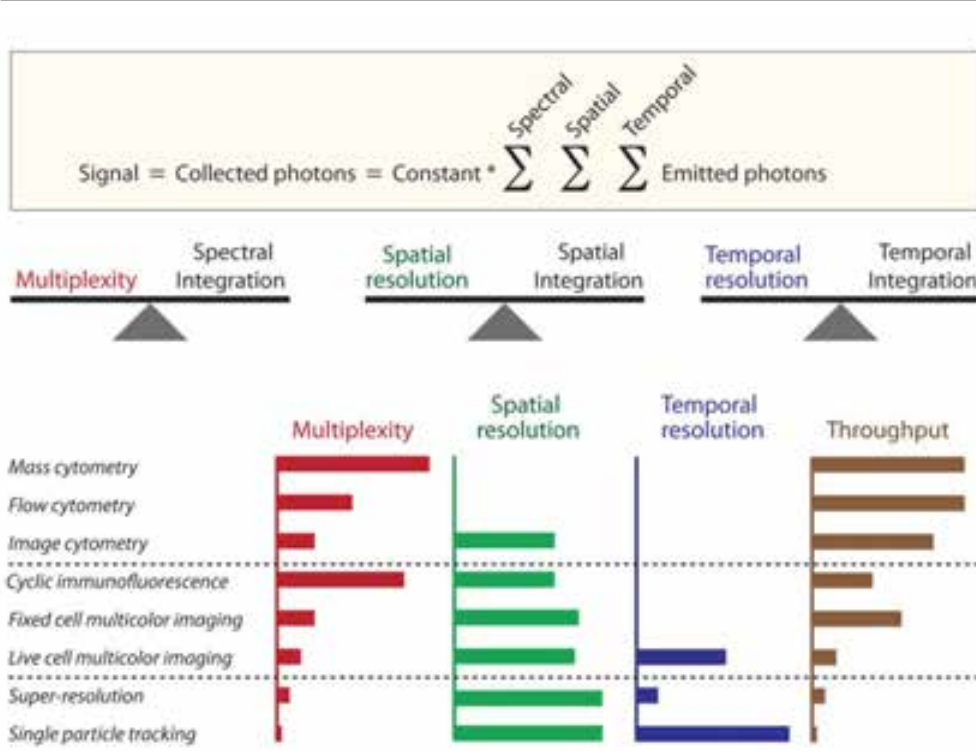 Spectral Spatial Temporal
Signal = Collected photons = Constant * ∑ ∑ ∑ Emitted photons
Multiplexity
Spectral
Integration
Spatial
resolution
Spatial
Integration
Temporal
resolution
Temporal
Integration
Multiplexity
Spatial
resolution
Temporal
resolution
Throughput
Mass cytometry
Flow cytometry
Image cytometry
Cyclic immunofluorescence
Fixed cell multicolor imaging
Live cell multicolor imaging
Super-resolution
Single particle tracking